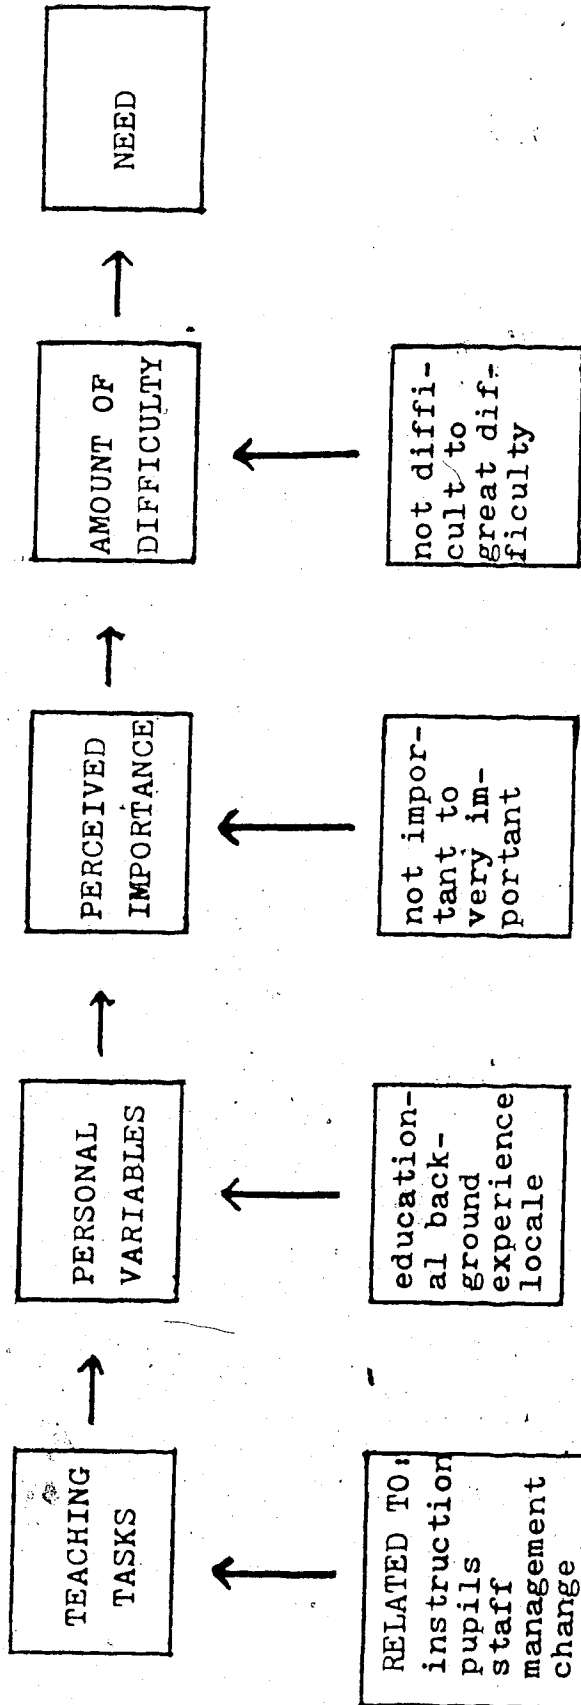 TEACHING
TASKS
PERSONAL
VARIABLES
PERCEIVED
IMPORTANCE
AMOUNT OF
DIFFICULTY
NEED
RELATED TO:
instruction
pupils
staff
management
change
education-
al back-
ground
experience
locale
not impor-
tant to
very im-
portant
not diffi-
cult to
great dif-
ficulty